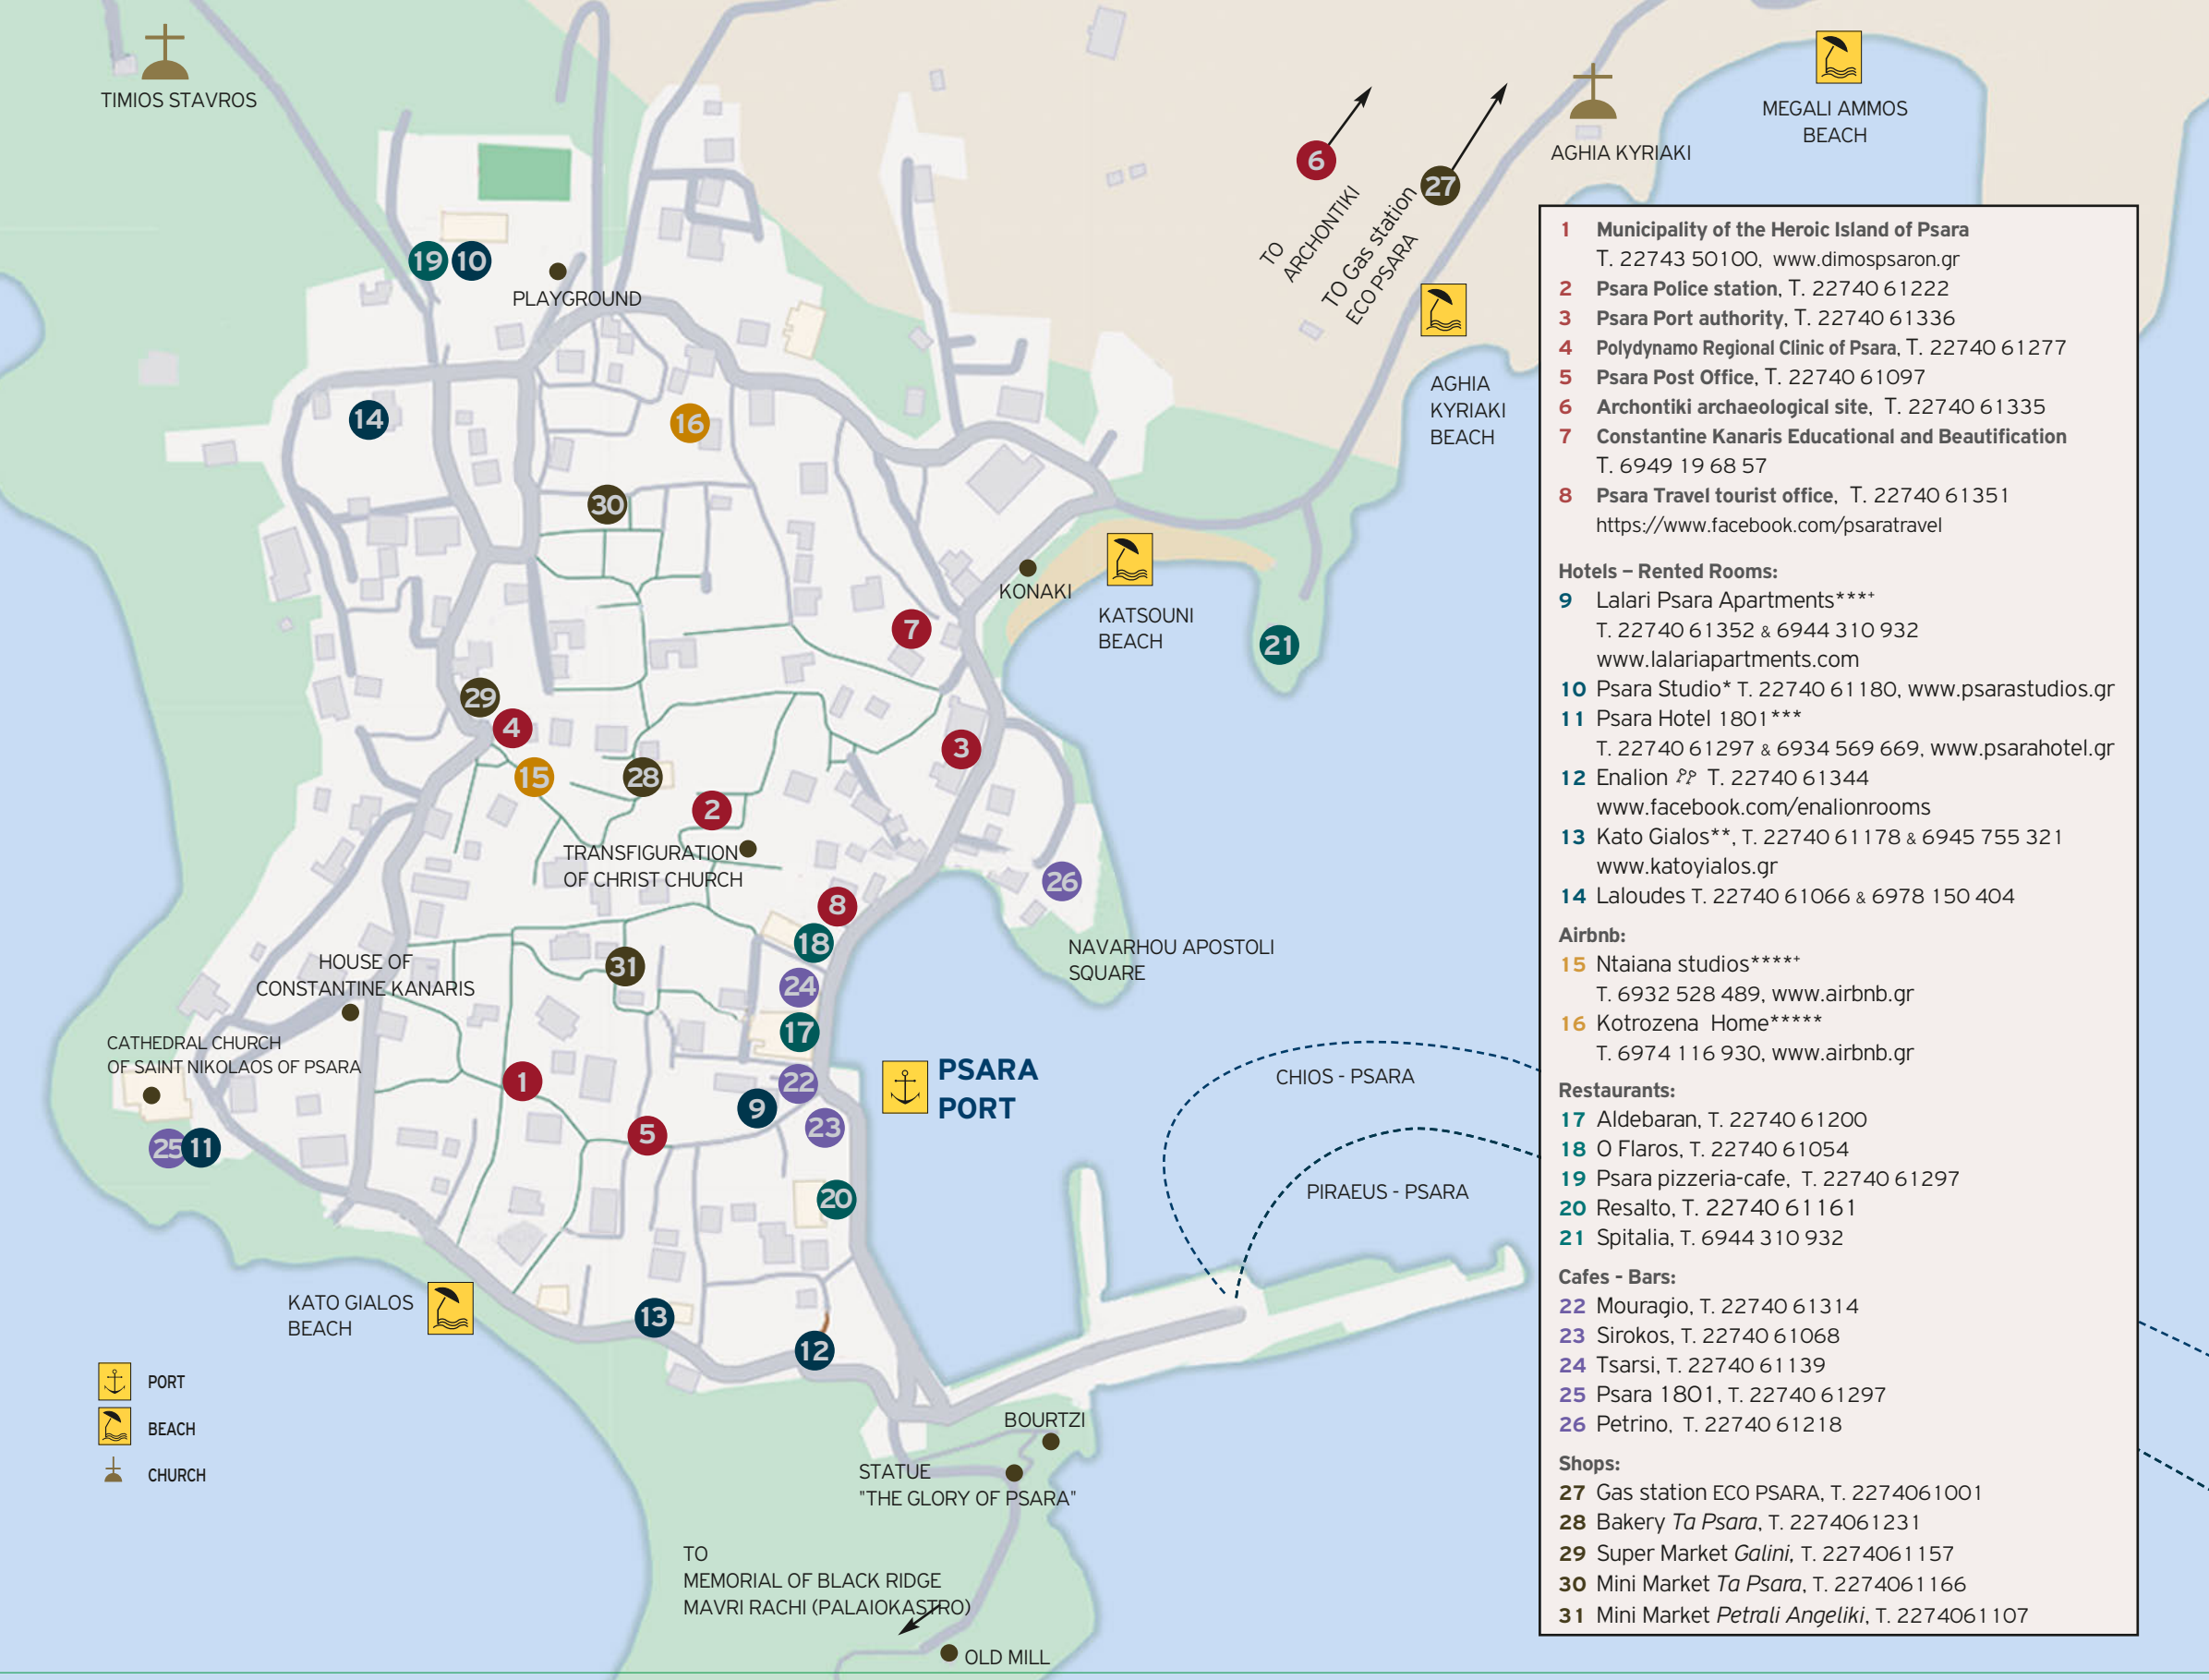 TIMIOS STAVROS
MEGALI AMMOS
BEACH
AGHIA KYRIAKI
6
27
TO
ARCHONTIKI
TO Gas station
ECO PSARA
19
10
PLAYGROUND
AGHIA
KYRIAKI
BEACH
14
16
30
KONAKI
KATSOUNI
BEACH
7
21
29
4
3
15
28
2
TRANSFIGURATION
OF CHRIST CHURCH
26
8
18
NAVARHOU APOSTOLI
SQUARE
HOUSE OF
CONSTANTINE KANARIS
31
24
17
CATHEDRAL CHURCH
OF SAINT NIKOLAOS OF PSARA
1
22
9
23
PSARA
PORT
CHIOS - PSARA
25
11
5
20
PIRAEUS - PSARA
KATO GIALOS
BEACH
13
12
PORT
BEACH
CHURCH
BOURTZI
STATUE
"THE GLORY OF PSARA"
TO
MEMORIAL OF BLACK RIDGE
MAVRI RACHI (PALAIOKASTRO)
OLD MILL
1 Municipality of the Heroic Island of Psara
T. 22743 50100, www.dimospsaron.gr
2 Psara Police station, T. 22740 61222
3 Psara Port authority, T. 22740 61336
4 Polydynamo Regional Clinic of Psara, T. 22740 61277
5 Psara Post Office, T. 22740 61097
6 Archontiki archaeological site, T. 22740 61335
7 Constantine Kanaris Educational and Beautification
T. 6949 19 68 57
8 Psara Travel tourist office, T. 22740 61351
https://www.facebook.com/psaratravel
Hotels – Rented Rooms:
9 Lalari Psara Apartments***+
T. 22740 61352 & 6944 310 932
www.lalariapartments.com
10 Psara Studio* T. 22740 61180, www.psarastudios.gr
11 Psara Hotel 1801***
T. 22740 61297 & 6934 569 669, www.psarahotel.gr
12 Enalion T. 22740 61344
www.facebook.com/enalionrooms
13 Kato Gialos**, T. 22740 61178 & 6945 755 321
www.katoyialos.gr
14 Laloudes T. 22740 61066 & 6978 150 404
Airbnb:
15 Ntaiana studios****+
T. 6932 528 489, www.airbnb.gr
16 Kotrozena Home*****
T. 6974 116 930, www.airbnb.gr
Restaurants:
17 Aldebaran, T. 22740 61200
18 O Flaros, T. 22740 61054
19 Psara pizzeria-cafe, T. 22740 61297
20 Resalto, T. 22740 61161
21 Spitalia, T. 6944 310 932
Cafes - Bars:
22 Mouragio, T. 22740 61314
23 Sirokos, T. 22740 61068
24 Tsarsi, T. 22740 61139
25 Psara 1801, T. 22740 61297
26 Petrino, T. 22740 61218
Shops:
27 Gas station ECO PSARA, T. 2274061001
28 Bakery Ta Psara, T. 2274061231
29 Super Market Galini, T. 2274061157
30 Mini Market Ta Psara, T. 2274061166
31 Mini Market Petrali Angeliki, T. 2274061107